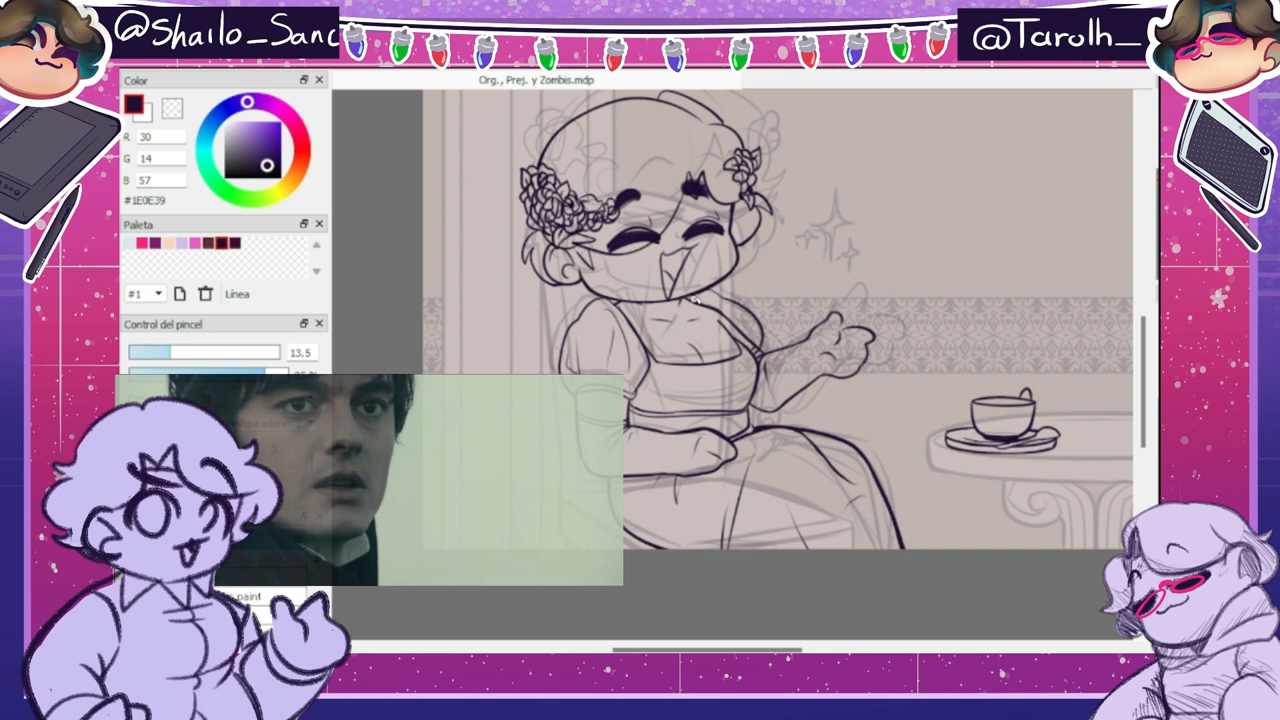 @Shailo_Sanc
@Tarolh_
Color
Org., Prej. y Zombis.mdp
R 30
G 14
B 57
#1E0E39
Paleta
#1
Línea
Control del pincel
13.5
paint